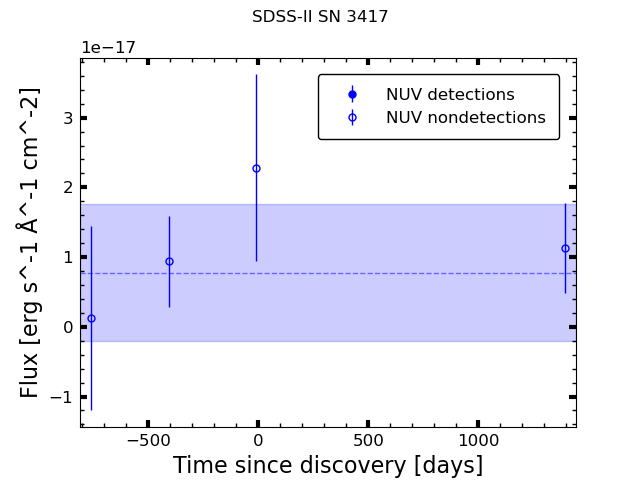 SDSS-II SN 3417
1e−17
NUV detections
NUV nondetections
3
2
1
0
−1
Flux [erg s^-1 Å^-1 cm^-2]
−500 0 500 1000
Time since discovery [days]